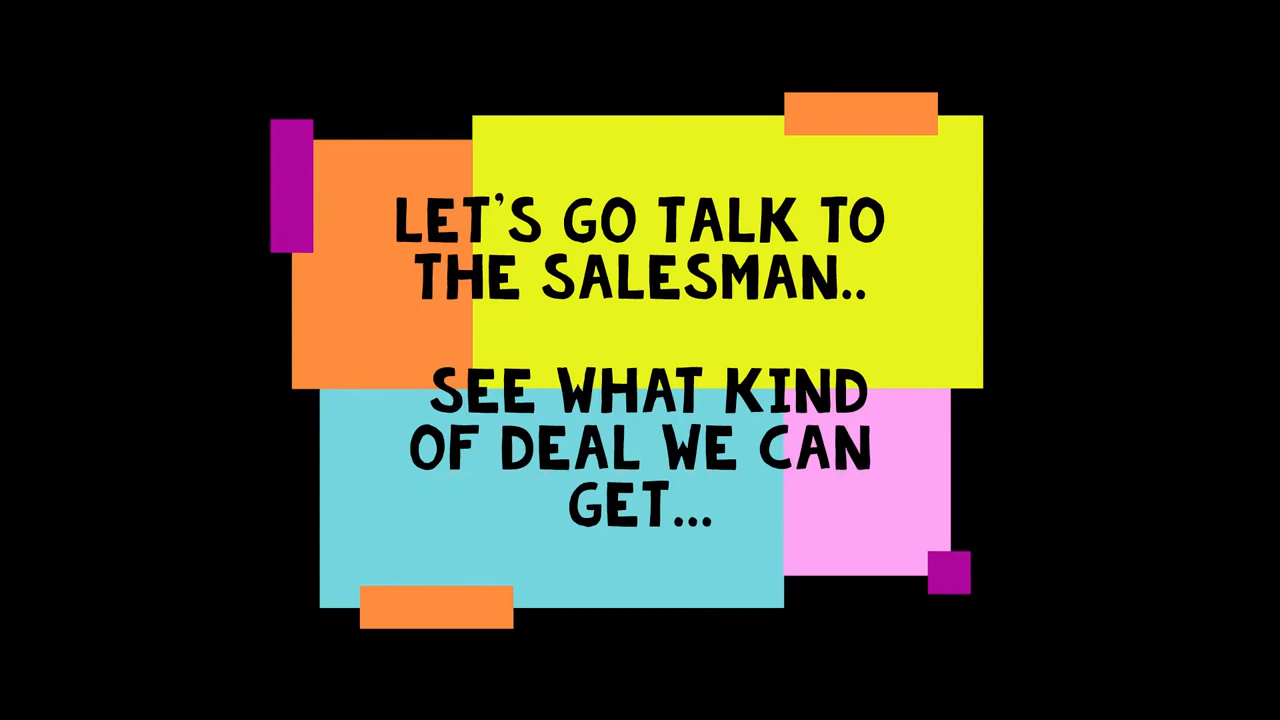 LET'S GO TALK TO
THE SALESMAN..
SEE WHAT KIND
OF DEAL WE CAN
GET...